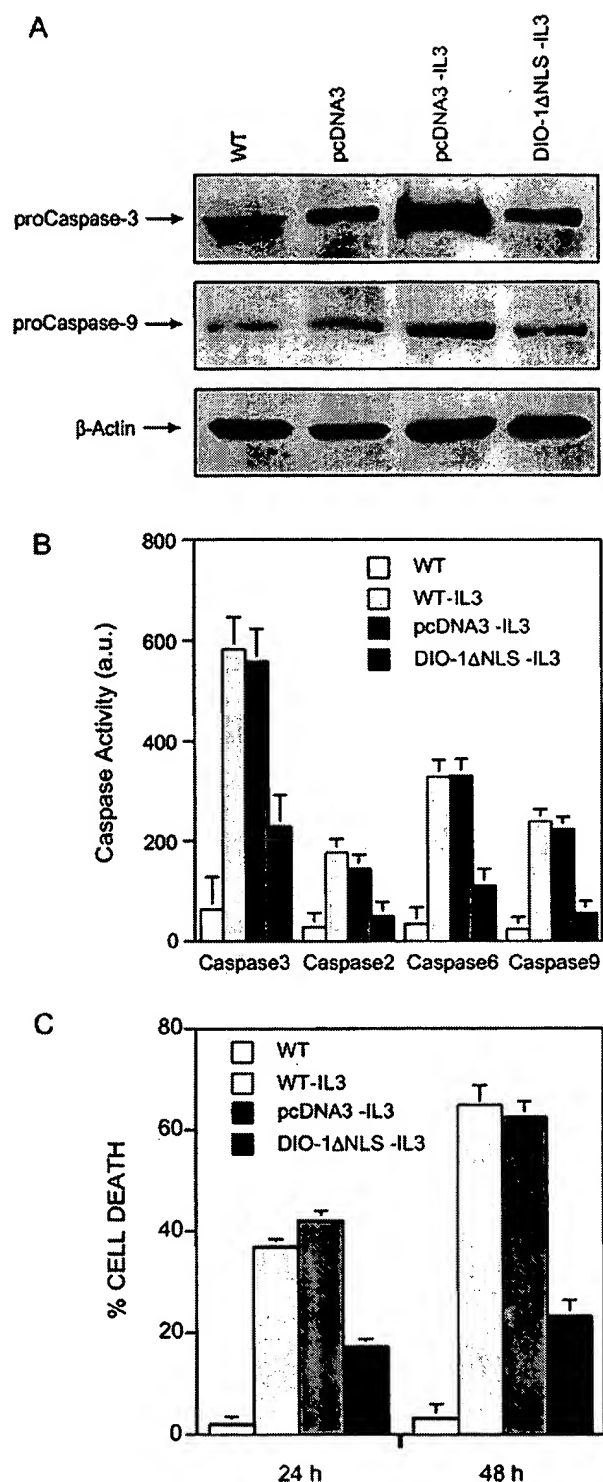 A
WT
pcDNA3
pcDNA3 -IL3
DIO-1ΔNLS -IL3
proCaspase-3
proCaspase-9
β-Actin
B
800
600
400
200
0
Caspase Activity (a.u.)
WT
WT-IL3
pcDNA3 -IL3
DIO-1ΔNLS -IL3
Caspase3 Caspase2 Caspase6 Caspase9
C
80
60
40
20
0
% CELL DEATH
WT
WT-IL3
pcDNA3 -IL3
DIO-1ΔNLS -IL3
24 h 48 h